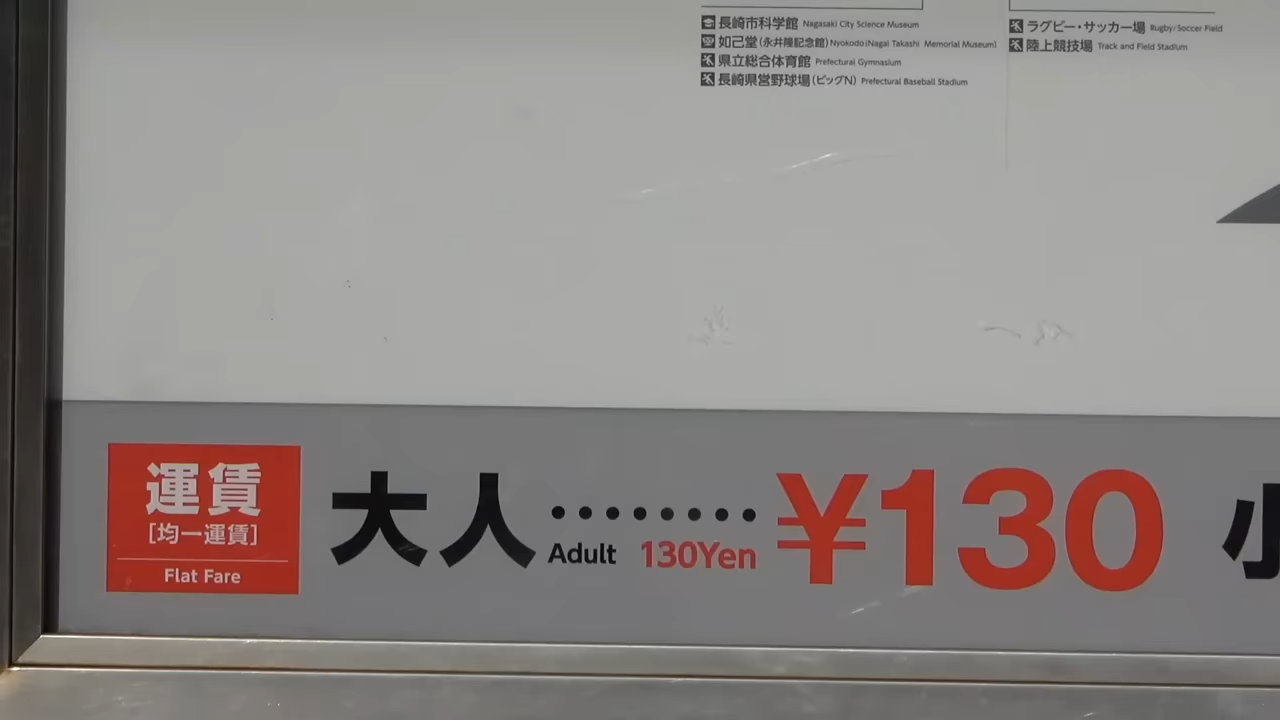 長崎市科学館 Nagasaki City Science Museum
如己堂(永井隆記念館) Nyokodo(Nagai Takashi Memorial Museum)
県立総合体育館 Prefectural Gymnasium
長崎県営野球場(ビッグN) Prefectural Baseball Stadium
ラグビー・サッカー場 Rugby/Soccer Field
陸上競技場 Track and Field Stadium
運賃
[均一運賃]
Flat Fare
大人・・・・・・・・¥130
Adult 130Yen
小